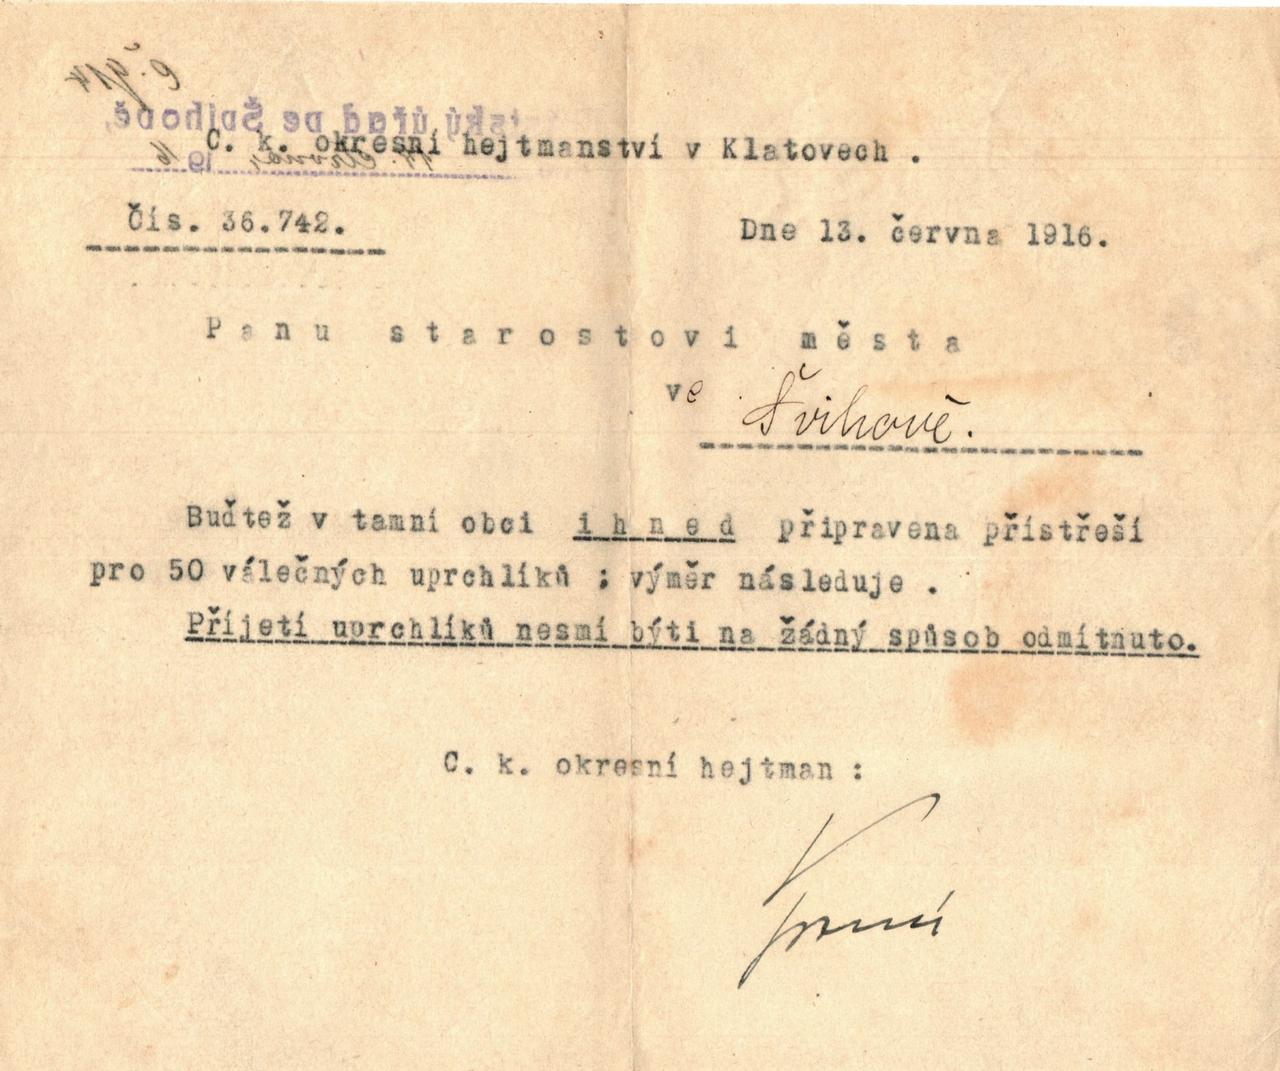 C. k. okresní hejtmanství v Klatovech .
Čís. 36.742.
Dne 13. června 1916.
Panu starostovi města
ve Švihově.
Buďtež v tamní obci ihned připravena přístřeší
pro 50 válečných uprchlíků ; výměr následuje .
Příjetí uprchlíků nesmí býti na žádný způsob odmítnuto.
C. k. okresní hejtman :